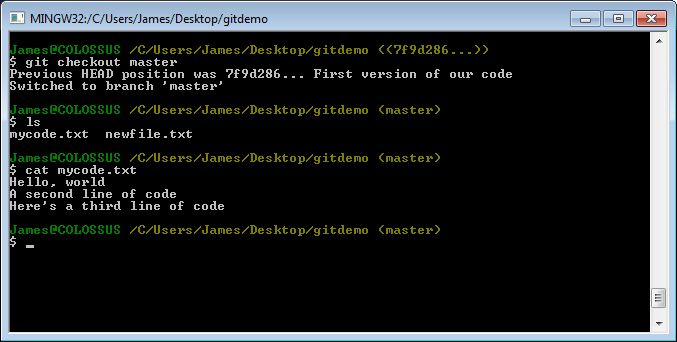 MINGW32:/C/Users/James/Desktop/gitdemo
James@COLOSSUS /C/Users/James/Desktop/gitdemo ((7f9d286...))
$ git checkout master
Previous HEAD position was 7f9d286... First version of our code
Switched to branch 'master'
James@COLOSSUS /C/Users/James/Desktop/gitdemo (master)
$ ls
mycode.txt  newfile.txt
James@COLOSSUS /C/Users/James/Desktop/gitdemo (master)
$ cat mycode.txt
Hello, world
A second line of code
Here's a third line of code
James@COLOSSUS /C/Users/James/Desktop/gitdemo (master)
$ _